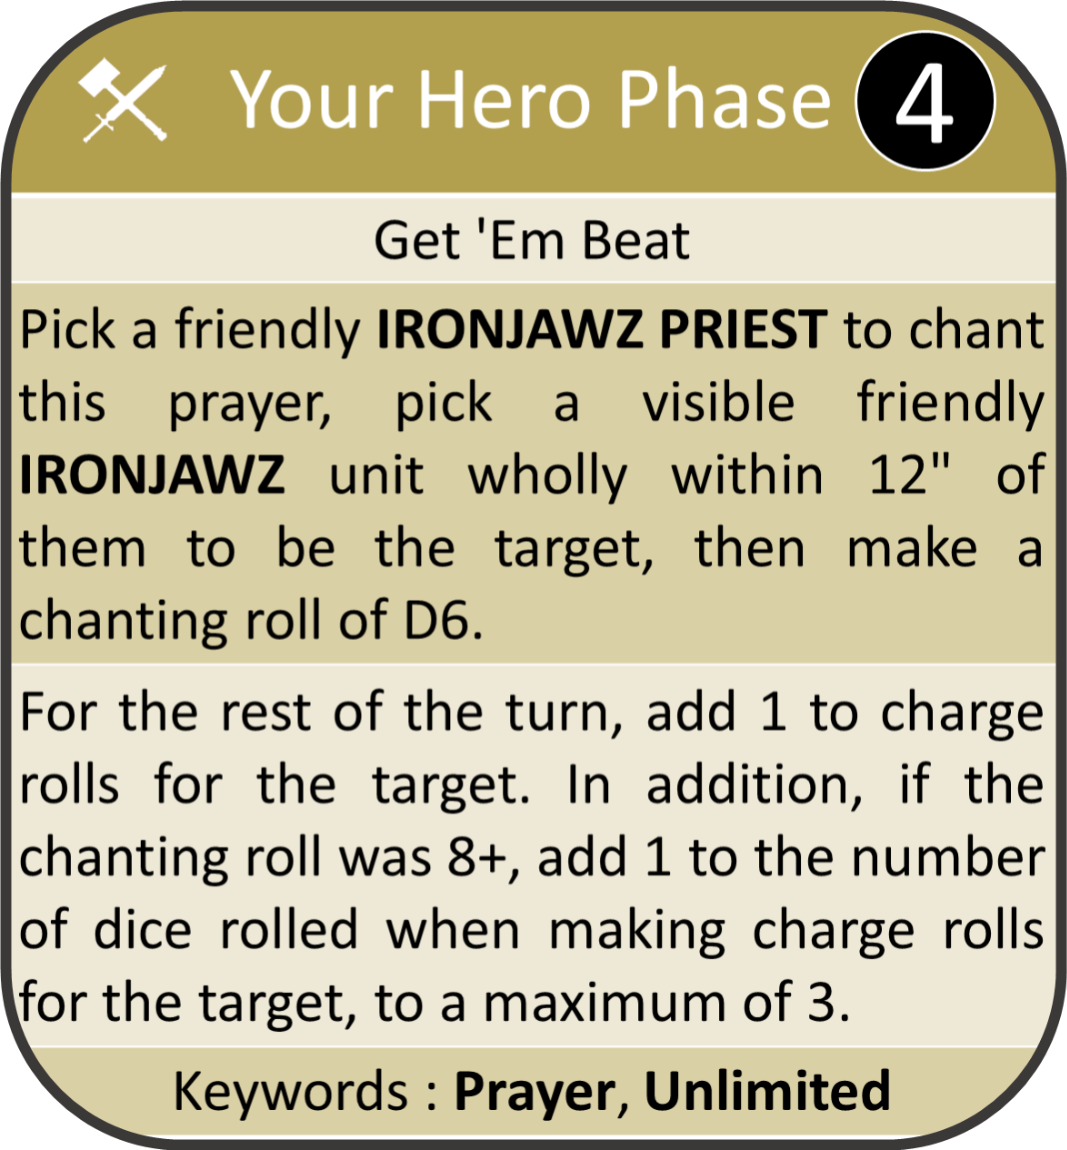 Your Hero Phase 4
Get 'Em Beat
Pick a friendly IRONJAWZ PRIEST to chant
this prayer, pick a visible friendly
IRONJAWZ unit wholly within 12" of
them to be the target, then make a
chanting roll of D6.
For the rest of the turn, add 1 to charge
rolls for the target. In addition, if the
chanting roll was 8+, add 1 to the number
of dice rolled when making charge rolls
for the target, to a maximum of 3.
Keywords : Prayer, Unlimited